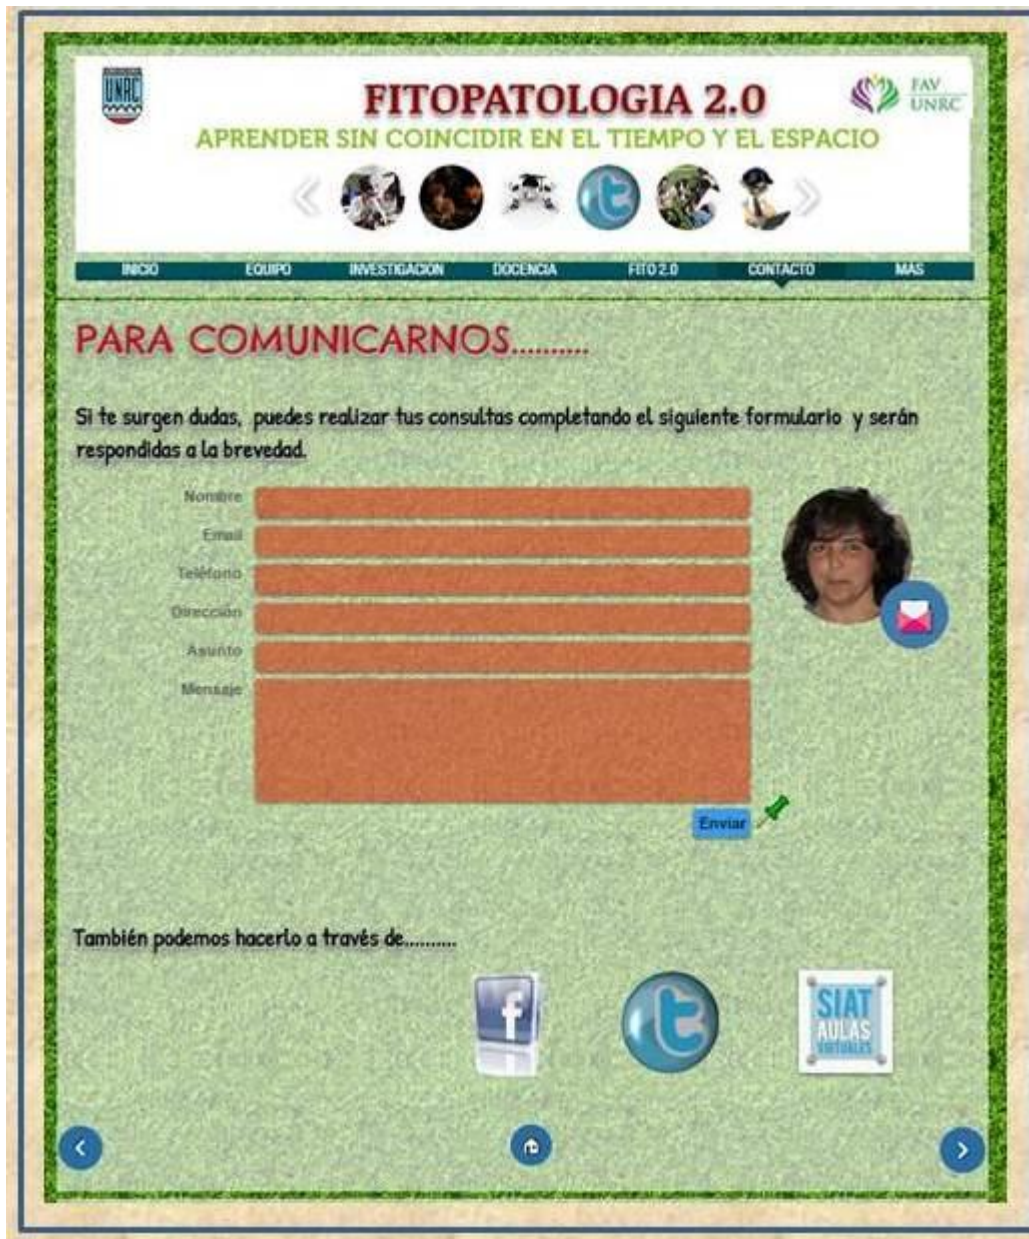 UNRC
FITOPATOLOGIA 2.0
FAV
UNRC
APRENDER SIN COINCIDIR EN EL TIEMPO Y EL ESPACIO
INICIO EQUIPO INVESTIGACION DOCENCIA FITO 2.0 CONTACTO MAS
PARA COMUNICARNOS..........
Si te surgen dudas, puedes realizar tus consultas completando el siguiente formulario y serán
respondidas a la brevedad.
Nombre
Email
Teléfono
Dirección
Asunto
Mensaje
Enviar
También podemos hacerlo a través de..........
SIAT
AULAS
VIRTUALES